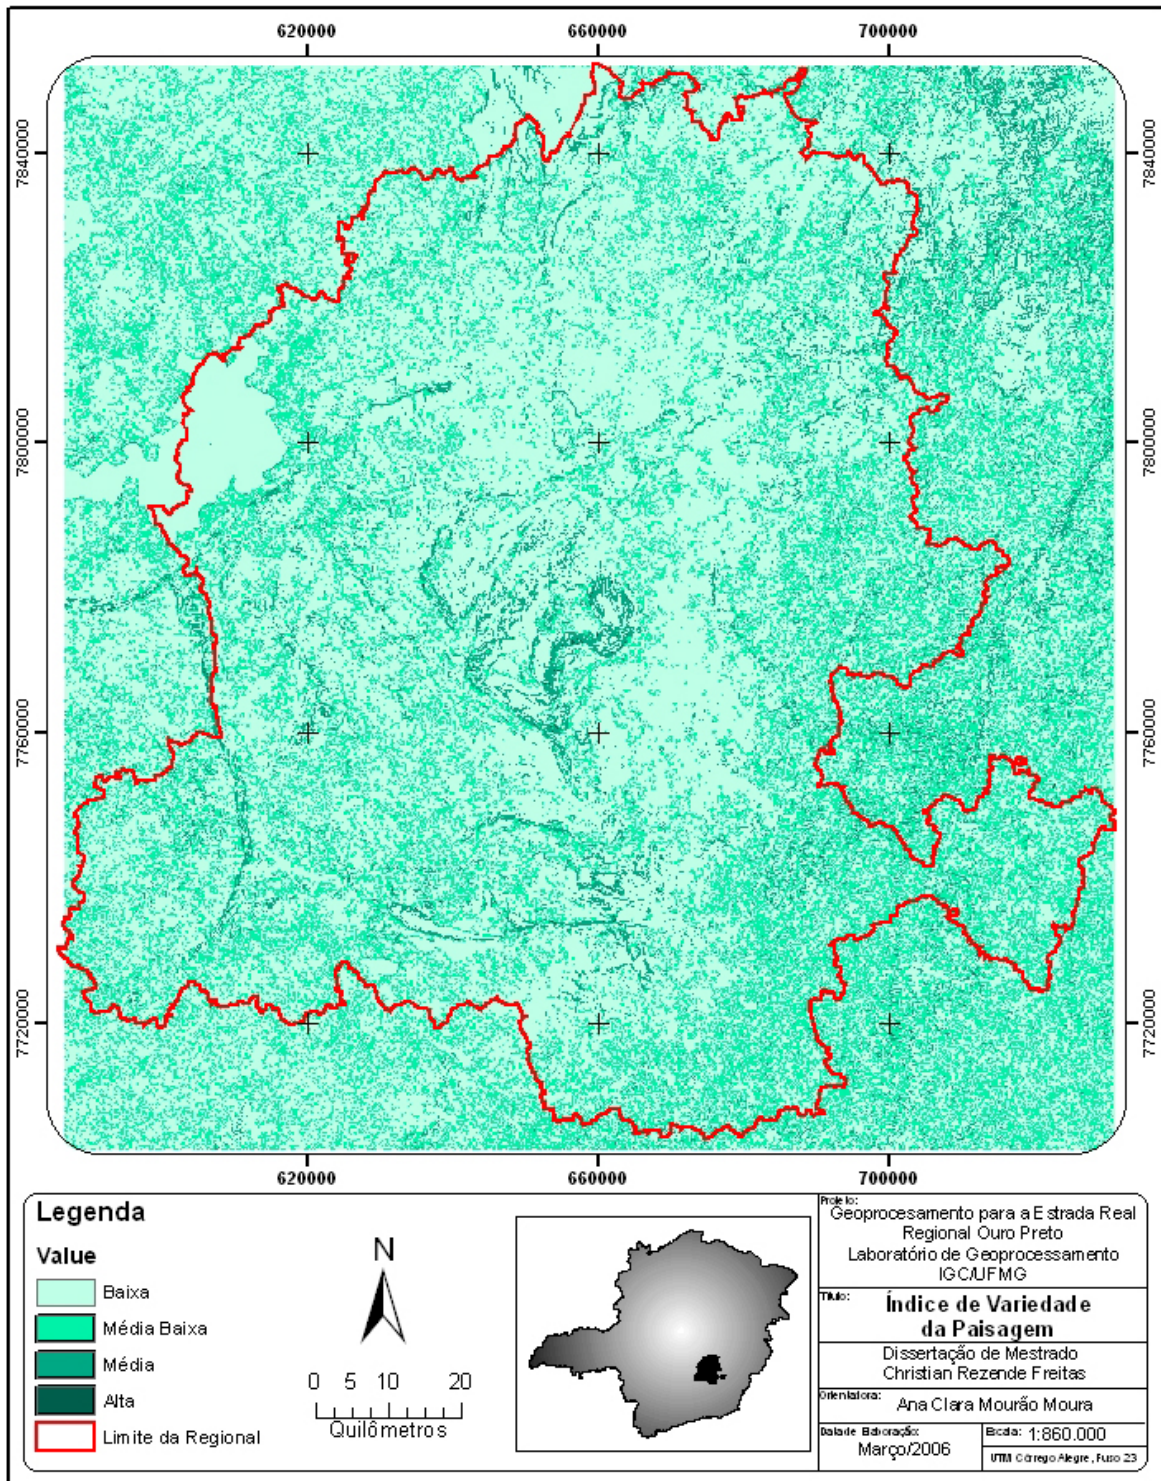 620000 660000 700000
7840000 7840000
7800000 7800000
7760000 7760000
7720000 7720000
620000 660000 700000
Legenda
Value
Baixa
Média Baixa
Média
Alta
Limite da Regional
N
0 5 10 20
Quilômetros
Projeto:
Geoprocesamento para a Estrada Real
Regional Ouro Preto
Laboratório de Geoprocessamento
IGC/UFMG
Título:
Índice de Variedade
da Paisagem
Dissertação de Mestrado
Christian Rezende Freitas
Orientadora: Ana Clara Mourão Moura
Data de Elaboração:
Março/2006
Escala: 1:860.000
UTM Córrego Alegre, Fuso 23